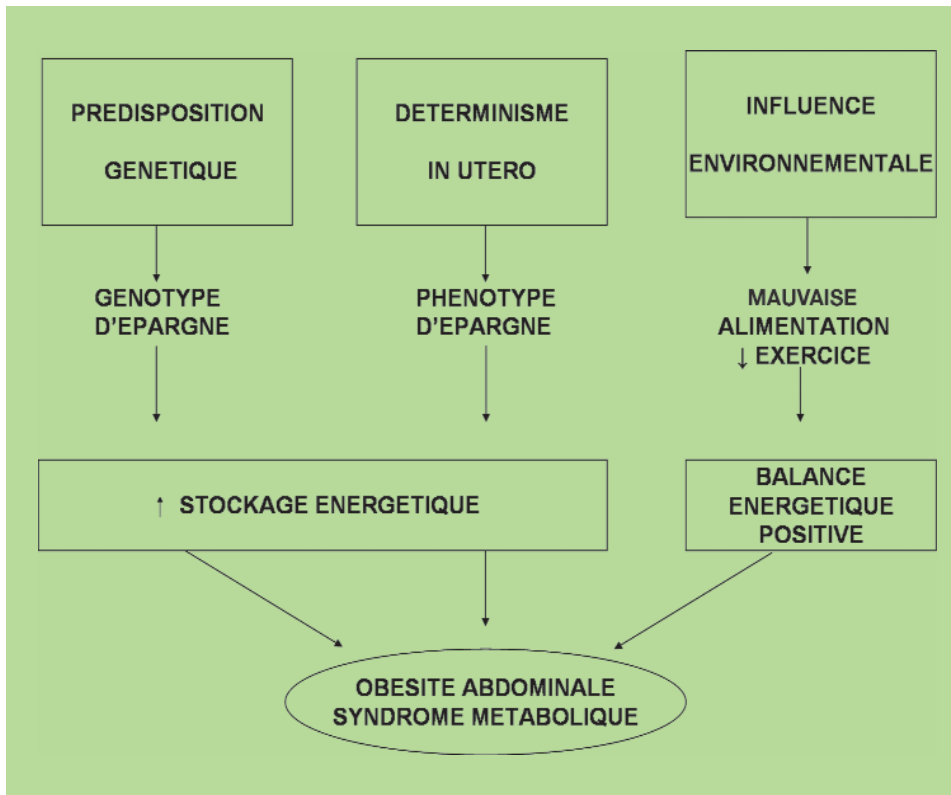 PREDISPOSITION
GENETIQUE
DETERMINISME
IN UTERO
INFLUENCE
ENVIRONNEMENTALE
GENOTYPE
D'EPARGNE
PHENOTYPE
D'EPARGNE
MAUVAISE
ALIMENTATION
↓ EXERCICE
↑ STOCKAGE ENERGETIQUE
BALANCE
ENERGETIQUE
POSITIVE
OBESITE ABDOMINALE
SYNDROME METABOLIQUE